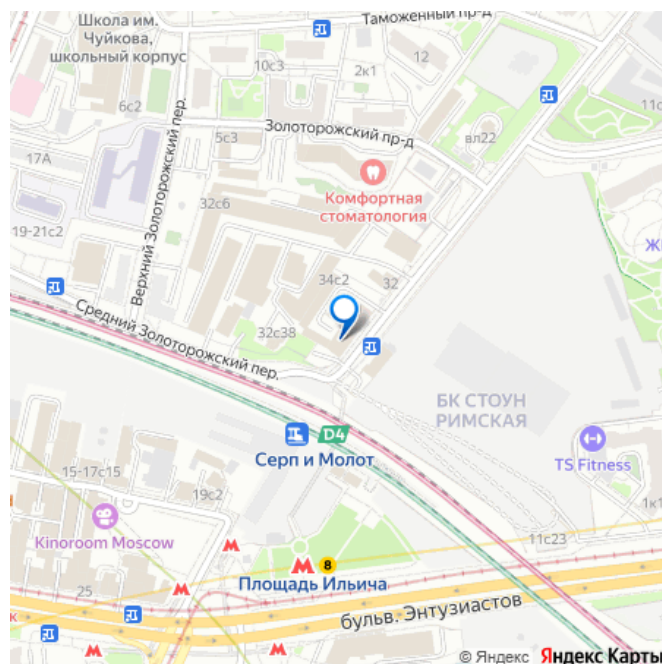 Школа им.
Чуйкова,
школьный корпус
Таможенный пр-д
10с3
12
2к1
11с
6с2
Верхний Золоторожский пер.
5с3
Золоторожский пр-д
вл22
17А
Комфортная
стоматология
32с6
19-21с2
34с2
32
Средний Золоторожский пер.
32с38
БК СТОУН
РИМСКАЯ
D4
Серп и Молот
TS Fitness
15-17с15
19с2
1к1
Kinoroom Moscow
11с23
8
Площадь Ильича
25
бульв. Энтузиастов
© Яндекс Яндекс Карты